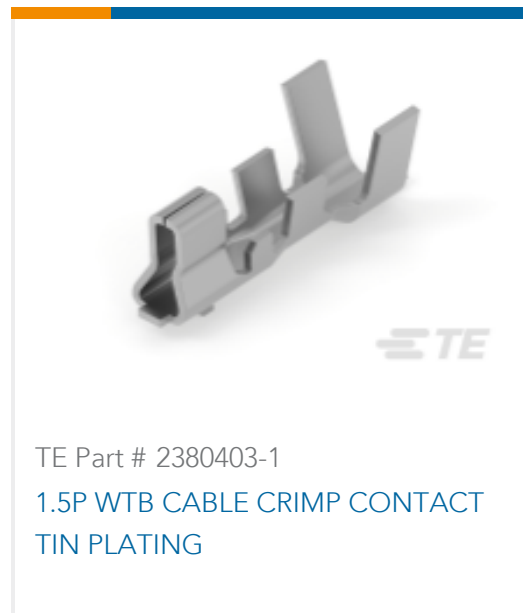 TE
TE Part # 2380403-1
1.5P WTB CABLE CRIMP CONTACT
TIN PLATING